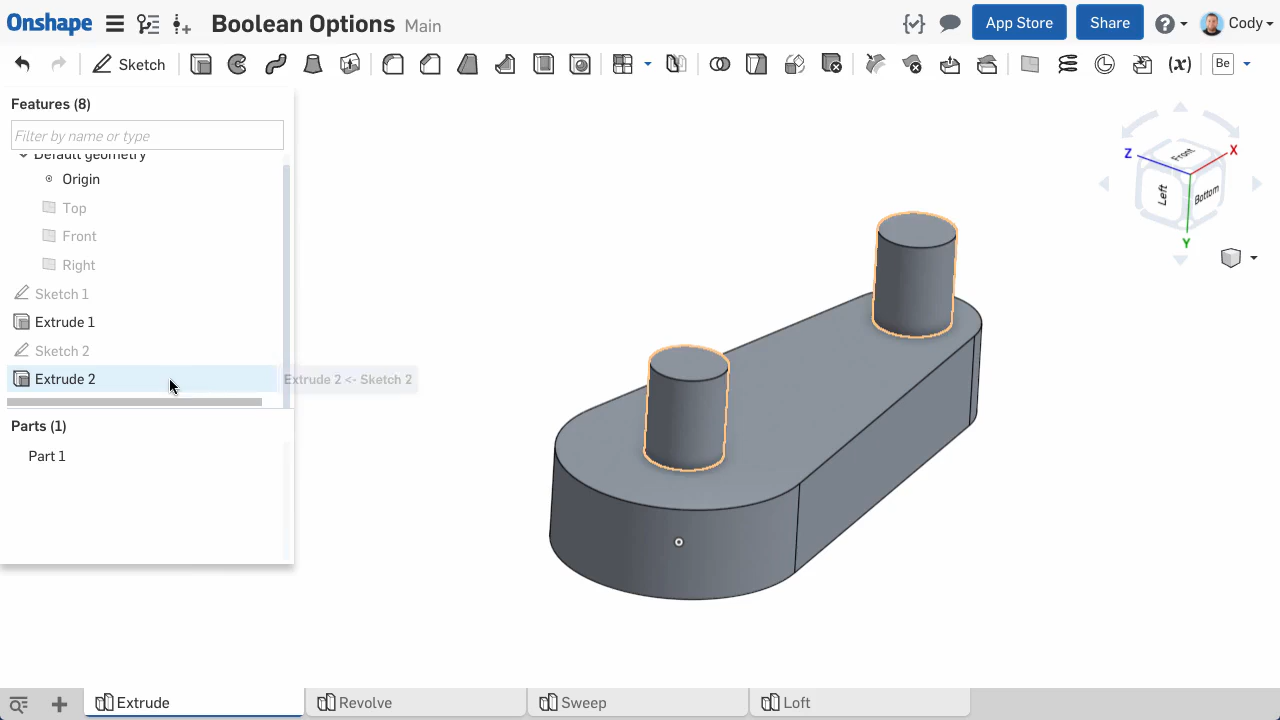 Onshape
Boolean Options Main
App Store
Share
Cody
Sketch
Be
Features (8)
Filter by name or type
Default geometry
Origin
Top
Front
Right
Sketch 1
Extrude 1
Sketch 2
Extrude 2
Extrude 2 <- Sketch 2
Parts (1)
Part 1
Z
X
Y
Front
Left
Bottom
(x)
Extrude
Revolve
Sweep
Loft